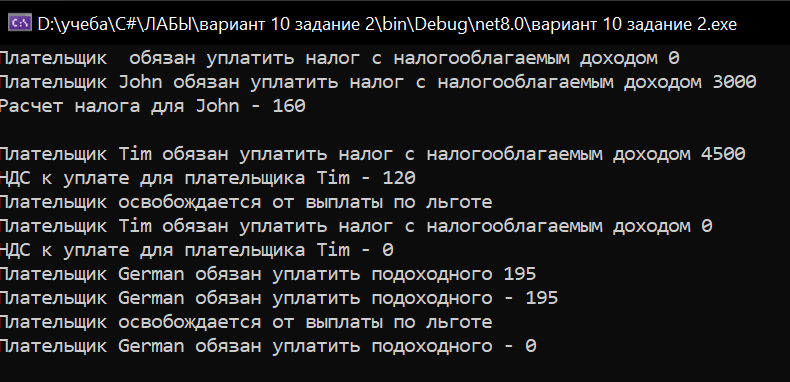 D:\учеба\C#\ЛАБЫ\вариант 10 задание 2\bin\Debug\net8.0\вариант 10 задание 2.exe
Плательщик  обязан уплатить налог с налогооблагаемым доходом 0
Плательщик John обязан уплатить налог с налогооблагаемым доходом 3000
Расчет налога для John - 160
Плательщик Tim обязан уплатить налог с налогооблагаемым доходом 4500
НДС к уплате для плательщика Tim - 120
Плательщик освобождается от выплаты по льготе
Плательщик Tim обязан уплатить налог с налогооблагаемым доходом 0
НДС к уплате для плательщика Tim - 0
Плательщик German обязан уплатить подоходного 195
Плательщик German обязан уплатить подоходного - 195
Плательщик освобождается от выплаты по льготе
Плательщик German обязан уплатить подоходного - 0